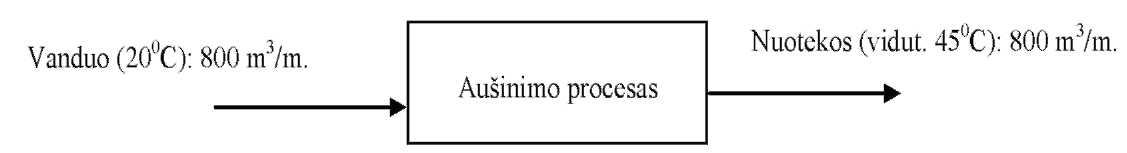 Vanduo (20⁰C): 800 m³/m.
Aušinimo procesas
Nuotekos (vidut. 45⁰C): 800 m³/m.